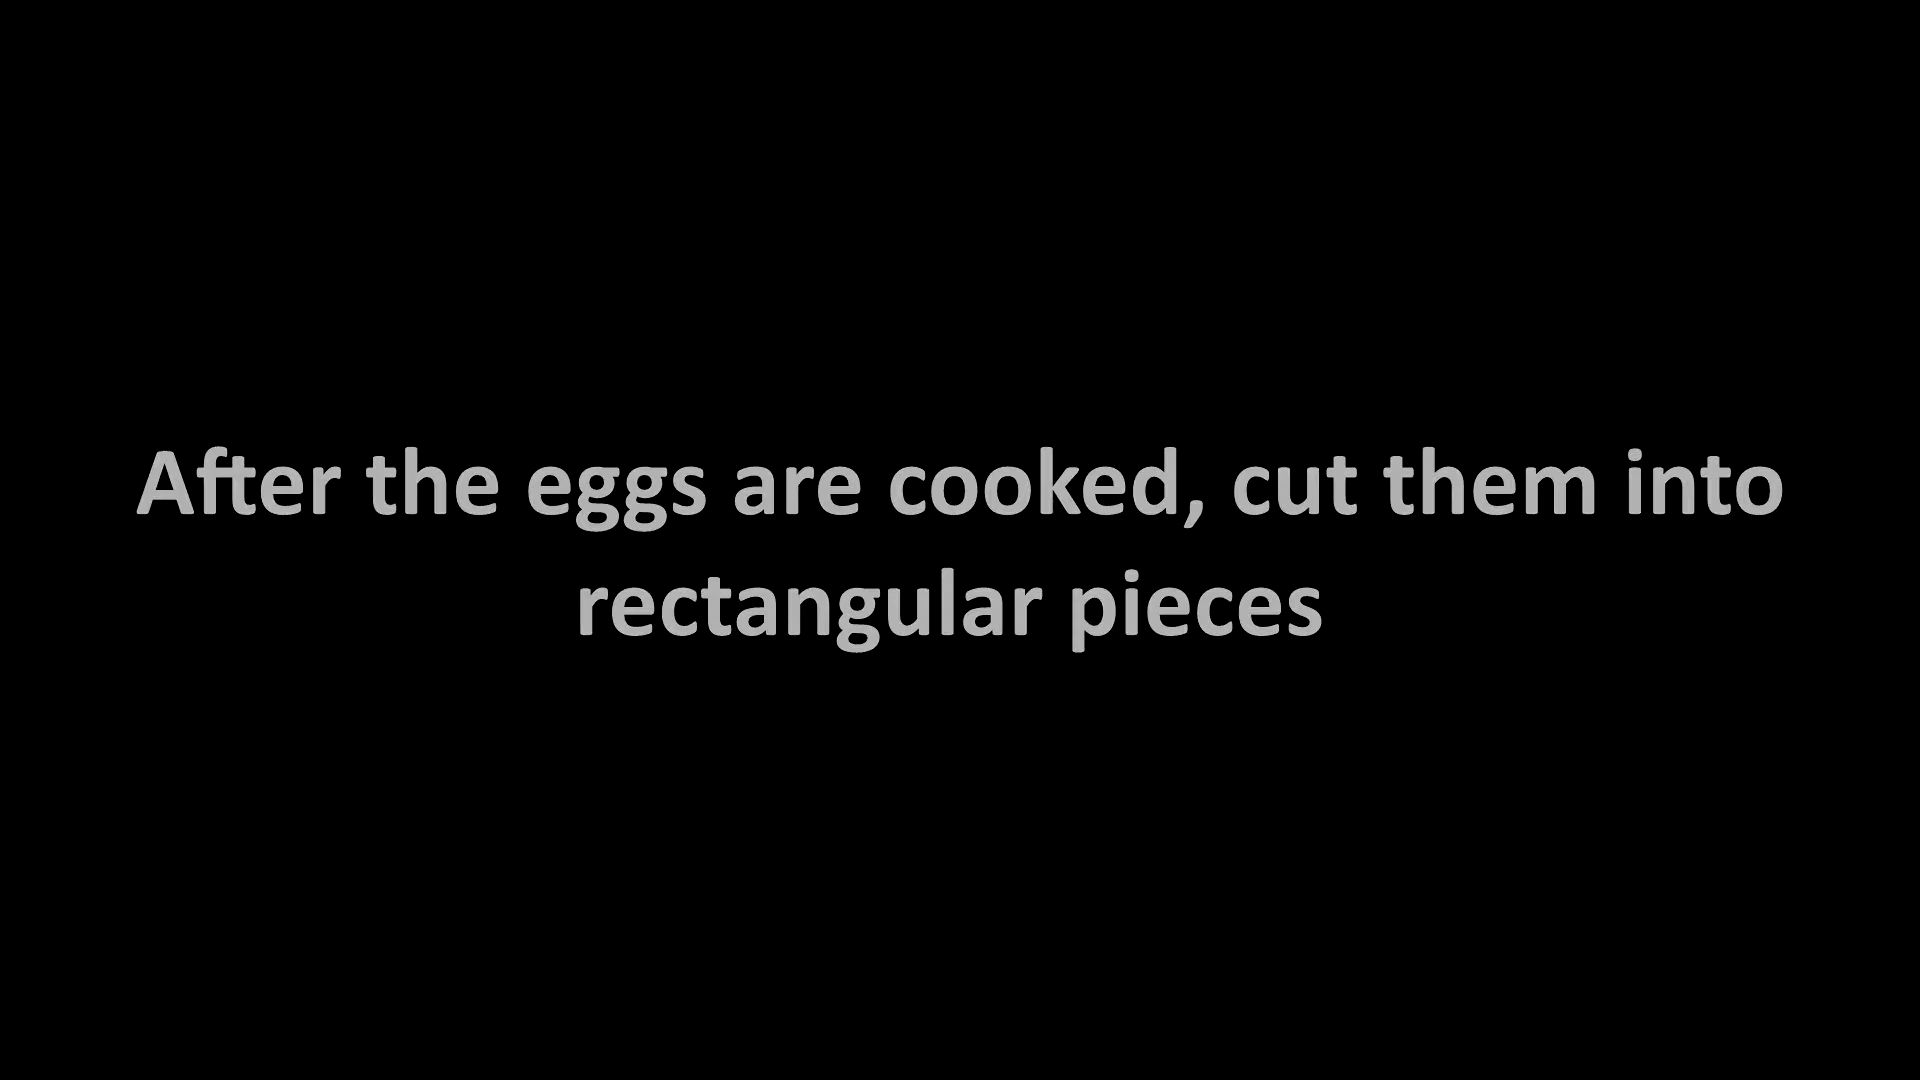 After the eggs are cooked, cut them into
rectangular pieces